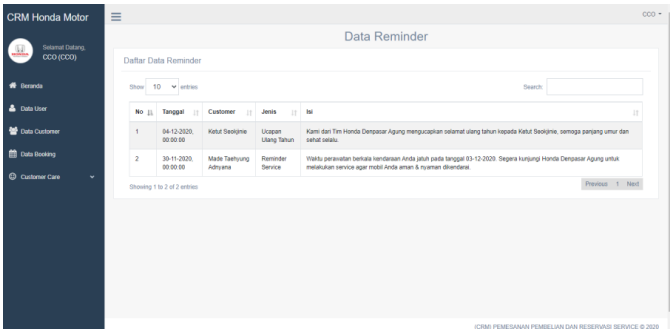 CRM Honda Motor
CCO
Selamat Datang,
CCO (CCO)
Beranda
Data User
Data Customer
Data Booking
Customer Care
Data Reminder
Daftar Data Reminder
Show 10 entries
Search:
No Tanggal Customer Jenis Isi
1 04-12-2020, Ketut Seokjinie Ucapan Kami dari Tim Honda Denpasar Agung mengucapkan selamat ulang tahun kepada Ketut Seokjinie, semoga panjang umur dan
00:00:00 Ulang Tahun sehat selalu.
2 30-11-2020, Made Taehyung Reminder Waktu perawatan berkala kendaraan Anda jatuh pada tanggal 03-12-2020. Segera kunjungi Honda Denpasar Agung untuk
00:00:00 Adnyana Service melakukan service agar mobil Anda aman & nyaman dikendarai.
Showing 1 to 2 of 2 entries
Previous 1 Next
(CRM) PEMESANAN PEMBELIAN DAN RESERVASI SERVICE © 2020